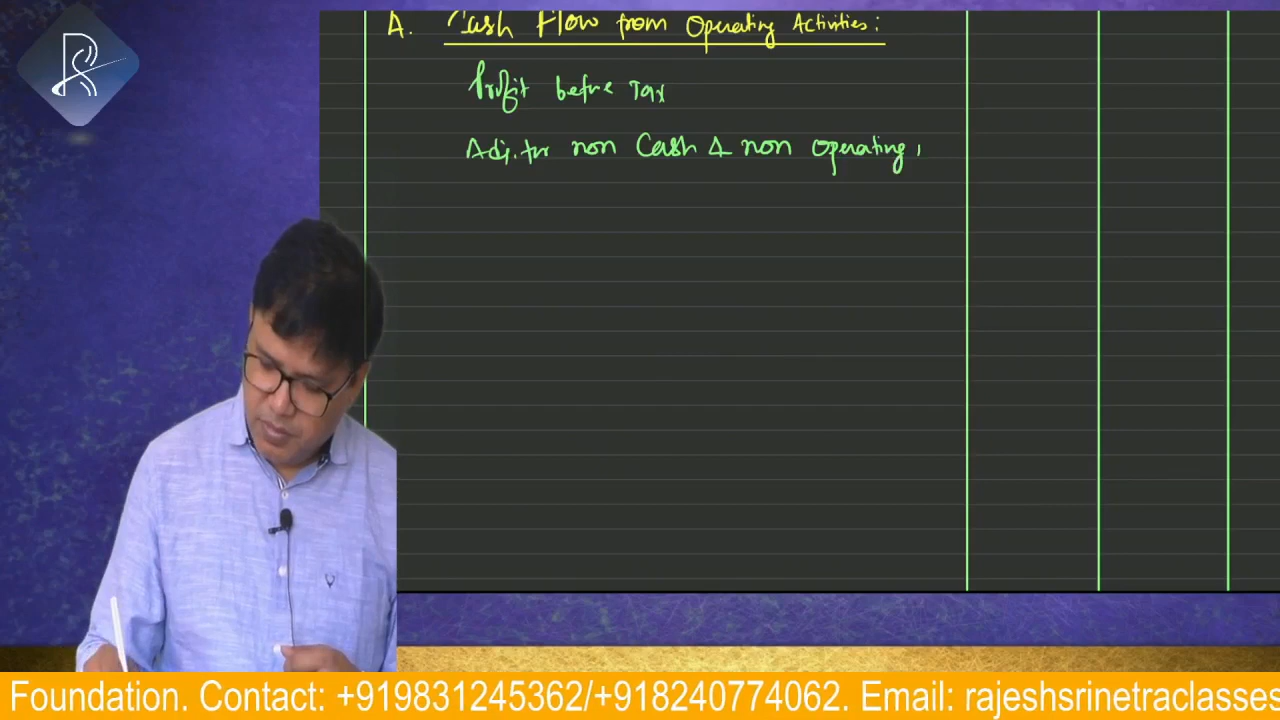 RS
A. Cash Flow from Operating Activities:
Profit before Tax
Adj. for non Cash & non Operating,
Foundation. Contact: +919831245362/+918240774062. Email: rajeshsrinetraclasses